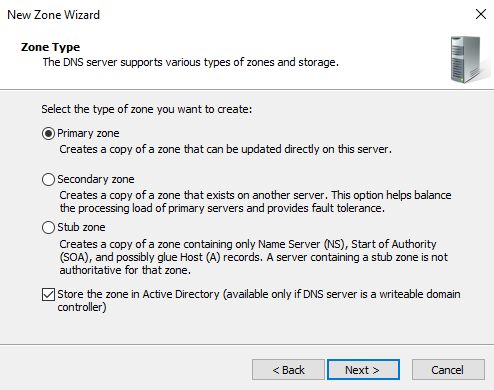 New Zone Wizard
Zone Type
The DNS server supports various types of zones and storage.
Select the type of zone you want to create:
Primary zone
Creates a copy of a zone that can be updated directly on this server.
Secondary zone
Creates a copy of a zone that exists on another server. This option helps balance
the processing load of primary servers and provides fault tolerance.
Stub zone
Creates a copy of a zone containing only Name Server (NS), Start of Authority
(SOA), and possibly glue Host (A) records. A server containing a stub zone is not
authoritative for that zone.
Store the zone in Active Directory (available only if DNS server is a writeable domain
controller)
< Back
Next >
Cancel